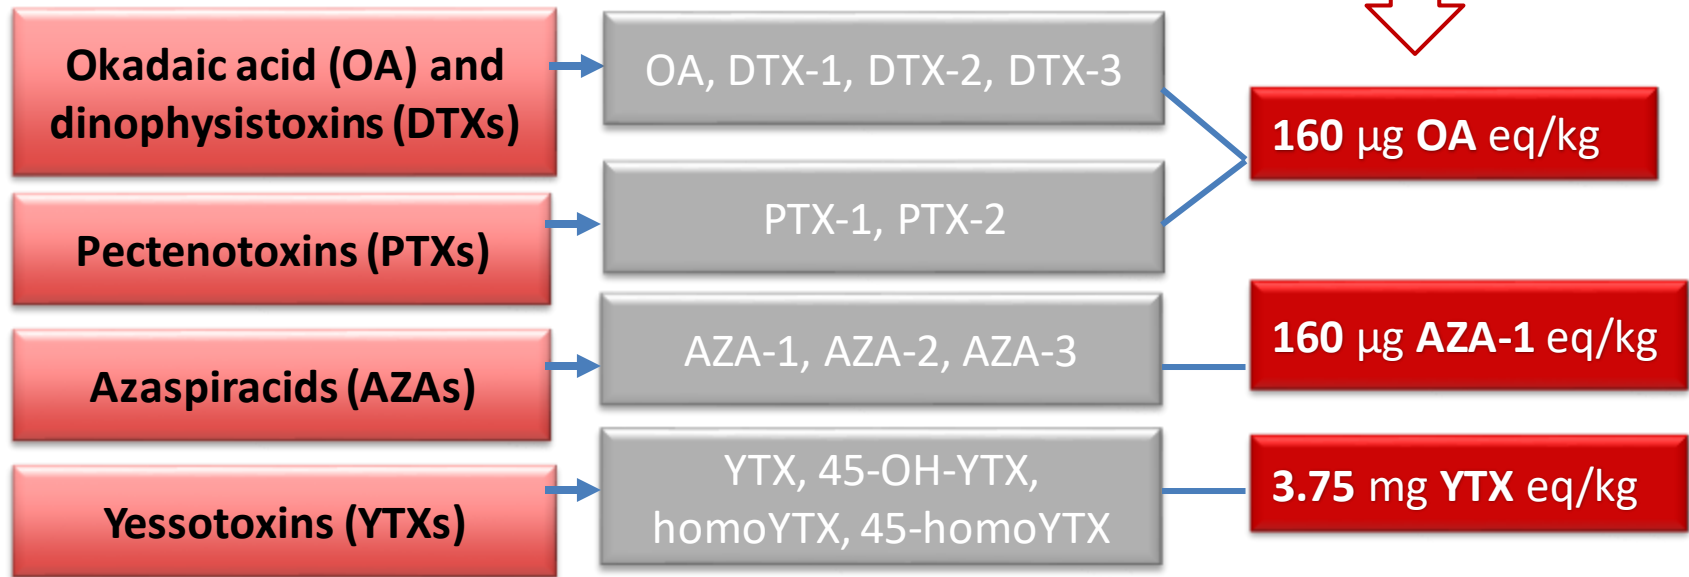 Okadaic acid (OA) and
dinophysistoxins (DTXs)
OA, DTX-1, DTX-2, DTX-3
160 µg OA eq/kg
Pectenotoxins (PTXs)
PTX-1, PTX-2
Azaspiracids (AZAs)
AZA-1, AZA-2, AZA-3
160 µg AZA-1 eq/kg
Yessotoxins (YTXs)
YTX, 45-OH-YTX,
homoYTX, 45-homoYTX
3.75 mg YTX eq/kg